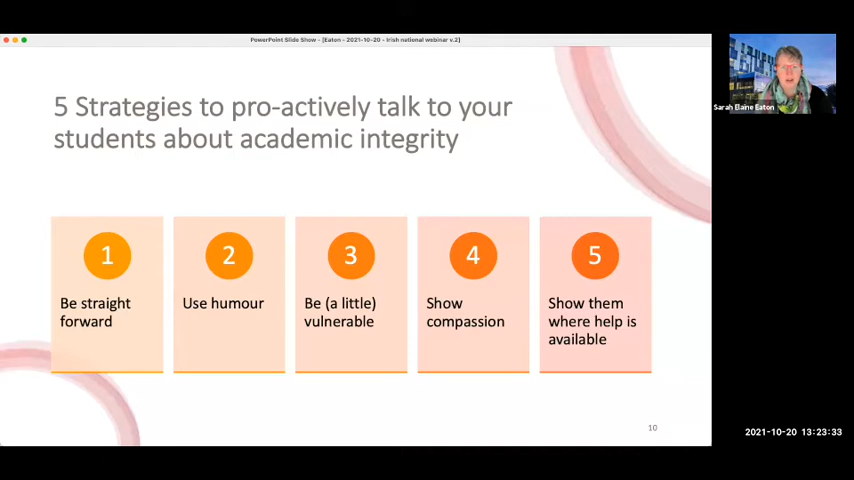 PowerPoint Slide Show - [Eaton - 2021-10-20 - Irish national webinar v.2]
5 Strategies to pro-actively talk to your
students about academic integrity
1
Be straight
forward
2
Use humour
3
Be (a little)
vulnerable
4
Show
compassion
5
Show them
where help is
available
10
Sarah Elaine Eaton
2021-10-20 13:23:33